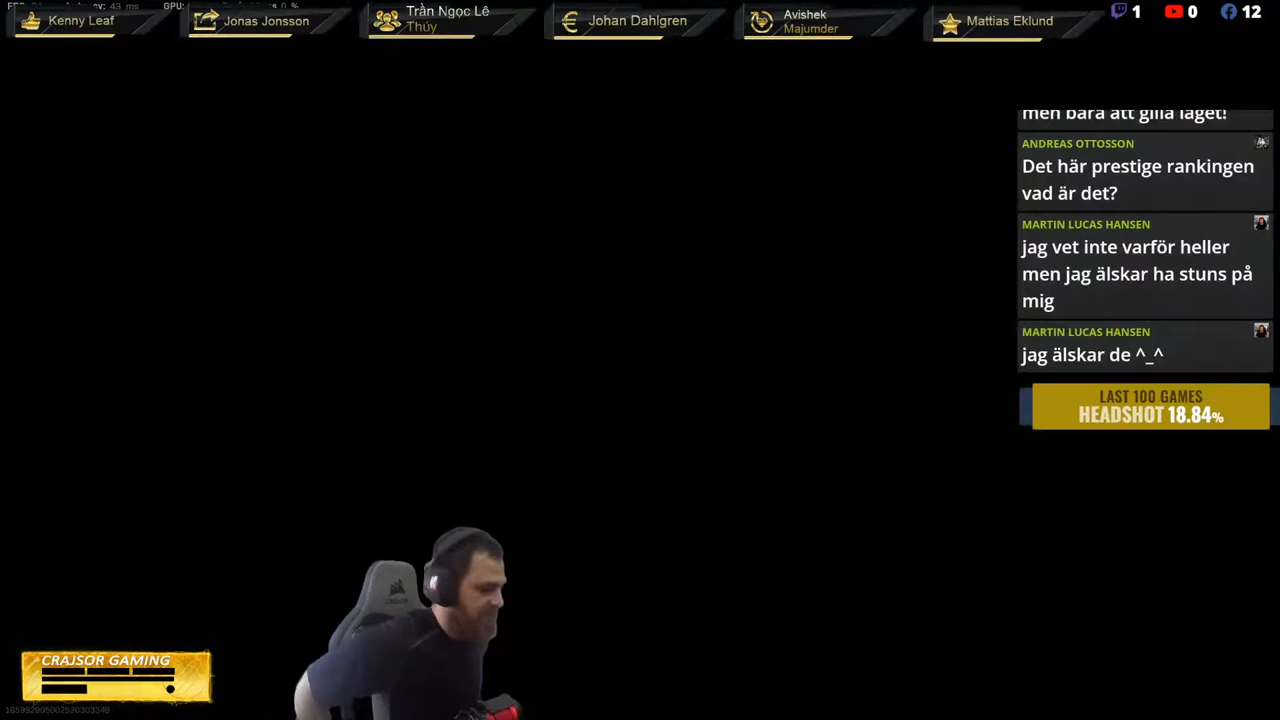 Kenny Leaf
Jonas Jonsson
Trần Ngọc Lê
Thúy
Johan Dahlgren
Avishek
Majumder
Mattias Eklund
1
0
12
men bara att gilla läget!
ANDREAS OTTOSSON
Det här prestige rankingen
vad är det?
MARTIN LUCAS HANSEN
jag vet inte varför heller
men jag älskar ha stuns på
mig
MARTIN LUCAS HANSEN
jag älskar de ^_^
LAST 100 GAMES
HEADSHOT 18.84%
CRAJSOR GAMING